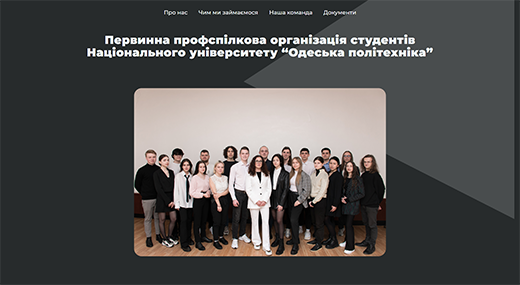 Про нас Чим ми займаємося Наша команда Документи
Первинна профспілкова організація студентів
Національного університету “Одеська політехніка”